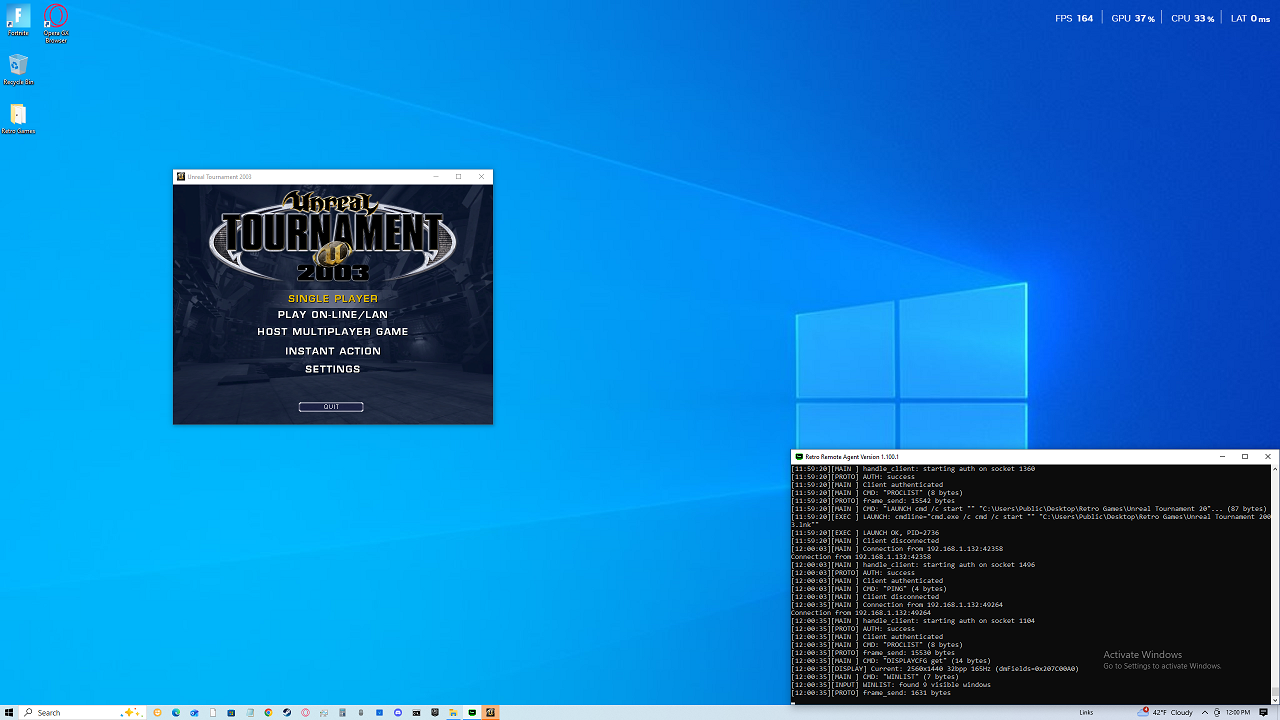 Fortnite
Opera GX
Browser
Recycle Bin
Retro Games
FPS 164 GPU 37 % CPU 33 % LAT 0 ms
Unreal Tournament 2003
Unreal
TOURNAMENT
2003
SINGLE PLAYER
PLAY ON-LINE/LAN
HOST MULTIPLAYER GAME
INSTANT ACTION
SETTINGS
QUIT
Retro Remote Agent Version 1.100.1
[11:59:20][MAIN ] handle_client: starting auth on socket 1360
[11:59:20][PROTO] AUTH: success
[11:59:20][MAIN ] Client authenticated
[11:59:20][MAIN ] CMD: "PROCLIST" (8 bytes)
[11:59:20][PROTO] frame_send: 15542 bytes
[11:59:20][MAIN ] CMD: "LAUNCH cmd /c start "" "C:\Users\Public\Desktop\Retro Games\Unreal Tournament 20"... (87 bytes)
[11:59:20][EXEC ] LAUNCH: cmdline="cmd.exe /c cmd /c start "" "C:\Users\Public\Desktop\Retro Games\Unreal Tournament 200
3.lnk""
[11:59:20][EXEC ] LAUNCH OK, PID=2736
[11:59:20][MAIN ] Client disconnected
[12:00:03][MAIN ] Connection from 192.168.1.132:42358
Connection from 192.168.1.132:42358
[12:00:03][MAIN ] handle_client: starting auth on socket 1496
[12:00:03][PROTO] AUTH: success
[12:00:03][MAIN ] Client authenticated
[12:00:03][MAIN ] CMD: "PING" (4 bytes)
[12:00:03][MAIN ] Client disconnected
[12:00:35][MAIN ] Connection from 192.168.1.132:49264
Connection from 192.168.1.132:49264
[12:00:35][MAIN ] handle_client: starting auth on socket 1104
[12:00:35][PROTO] AUTH: success
[12:00:35][MAIN ] Client authenticated
[12:00:35][MAIN ] CMD: "PROCLIST" (8 bytes)
[12:00:35][PROTO] frame_send: 15530 bytes
[12:00:35][MAIN ] CMD: "DISPLAYCFG get" (14 bytes)
[12:00:35][DISPLAY] Current: 2560x1440 32bpp 165Hz (dmFields=0x207C00A0)
[12:00:35][MAIN ] CMD: "WINLIST" (7 bytes)
[12:00:35][INPUT] WINLIST: found 9 visible windows
[12:00:35][PROTO] frame_send: 1631 bytes
Activate Windows
Go to Settings to activate Windows.
Search
Links
42°F Cloudy
12:00 PM